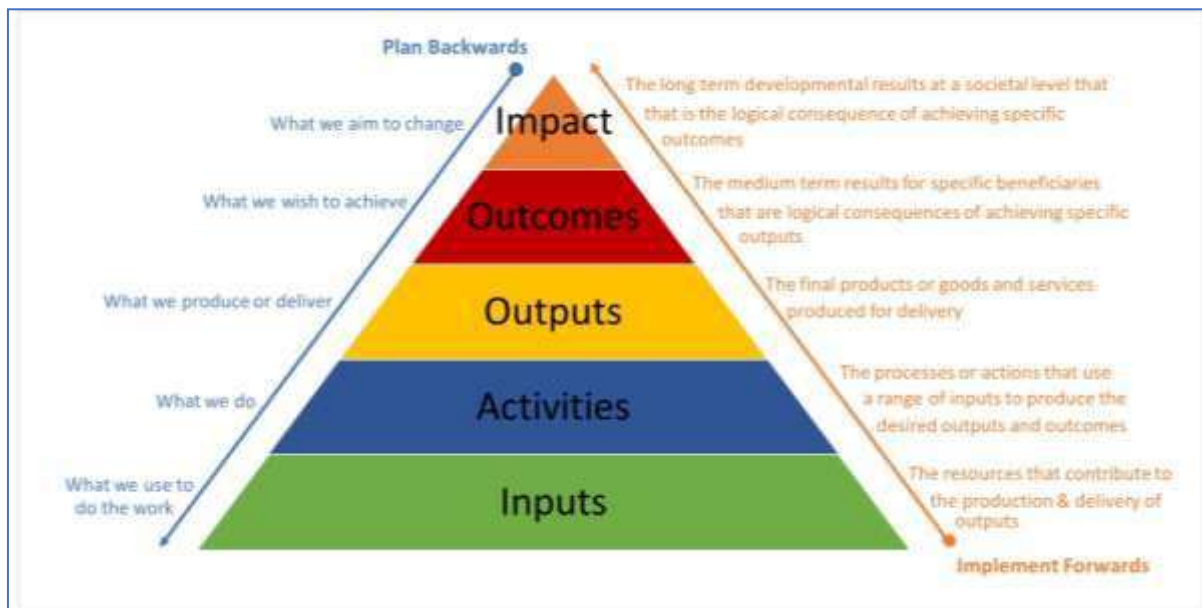 Plan Backwards
What we aim to change
What we wish to achieve
What we produce or deliver
What we do
What we use to
do the work
Impact
Outcomes
Outputs
Activities
Inputs
The long term developmental results at a societal level that
that is the logical consequence of achieving specific
outcomes
The medium term results for specific beneficiaries
that are logical consequences of achieving specific
outputs
The final products or goods and services
produced for delivery
The processes or actions that use
a range of inputs to produce the
desired outputs and outcomes
The resources that contribute to
the production & delivery of
outputs
Implement Forwards